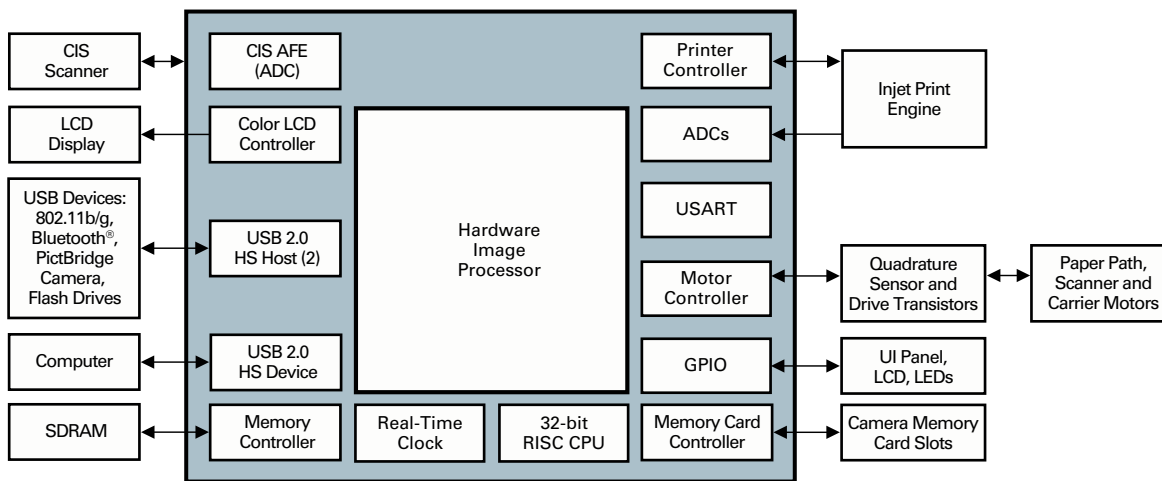 CIS
Scanner
CIS AFE
(ADC)
Printer
Controller
Injet Print
Engine
LCD
Display
Color LCD
Controller
ADCs
USB Devices:
802.11b/g,
Bluetooth®,
PictBridge
Camera,
Flash Drives
USB 2.0
HS Host (2)
Hardware
Image
Processor
USART
Motor
Controller
Quadrature
Sensor and
Drive Transistors
Paper Path,
Scanner and
Carrier Motors
Computer
USB 2.0
HS Device
GPIO
UI Panel,
LCD, LEDs
SDRAM
Memory
Controller
Real-Time
Clock
32-bit
RISC CPU
Memory Card
Controller
Camera Memory
Card Slots